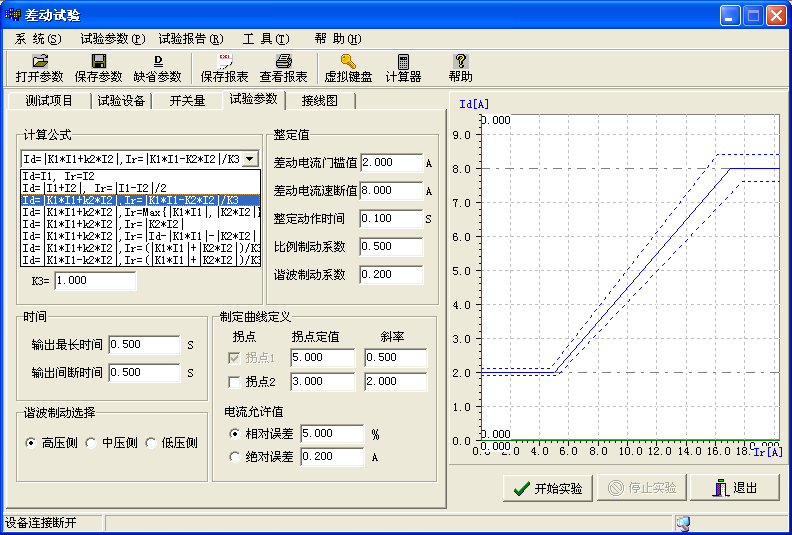 差动试验
系 统(S) 试验参数(P) 试验报告(R) 工 具(T) 帮 助(H)
打开参数 保存参数 缺省参数 保存报表 查看报表 虚拟键盘 计算器 帮助
测试项目 试验设备 开关量 试验参数 接线图
计算公式
Id=|K1*I1+k2*I2|,Ir=|K1*I1-K2*I2|/K3
Id=I1, Ir=I2
Id=|I1+I2|, Ir=|I1-I2|/2
Id=|K1*I1+k2*I2|,Ir=|K1*I1-K2*I2|/K3
Id=|K1*I1+k2*I2|,Ir=Max{|K1*I1|,|K2*I2|}
Id=|K1*I1+k2*I2|,Ir=|K2*I2|
Id=|K1*I1+k2*I2|,Ir=|Id-|K1*I1|-|K2*I2|
Id=|K1*I1+k2*I2|,Ir=(|K1*I1|+|K2*I2|)/K3
Id=|K1*I1-k2*I2|,Ir=(|K1*I1|+|K2*I2|)/K3
K3= 1.000
整定值
差动电流门槛值 2.000 A
差动电流速断值 8.000 A
整定动作时间 0.100 S
比例制动系数 0.500
谐波制动系数 0.200
时间
输出最长时间 0.500 S
输出间断时间 0.500 S
谐波制动选择
高压侧 中压侧 低压侧
制定曲线定义
拐点 拐点定值 斜率
拐点1 5.000 0.500
拐点2 3.000 2.000
电流允许值
相对误差 5.000 %
绝对误差 0.200 A
Id[A]
0.000
9.0
8.0
7.0
6.0
5.0
4.0
3.0
2.0
1.0
0.0
0.000
0.000
0.0 2.0 4.0 6.0 8.0 10.0 12.0 14.0 16.0 18.0
Ir[A]
开始实验 停止实验 退出
设备连接断开